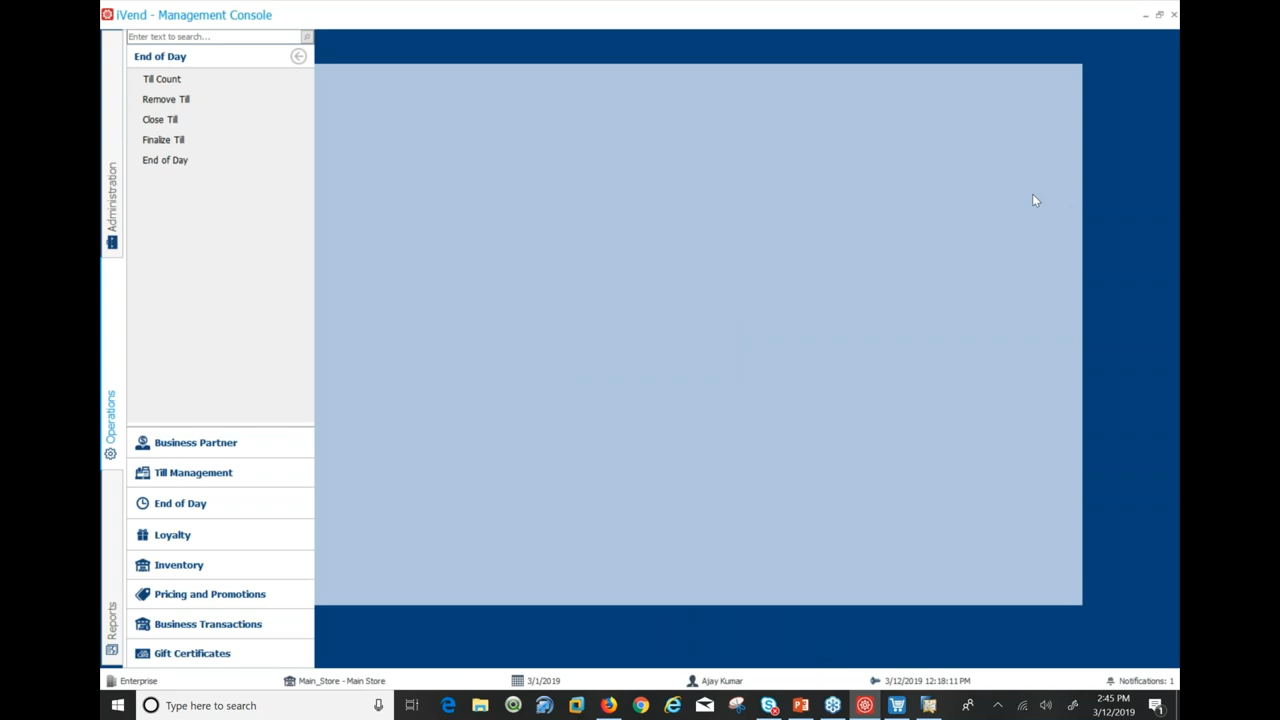 iVend - Management Console
Enter text to search...
End of Day
Till Count
Remove Till
Close Till
Finalize Till
End of Day
Administration
Operations
Reports
Business Partner
Till Management
End of Day
Loyalty
Inventory
Pricing and Promotions
Business Transactions
Gift Certificates
Enterprise
Main_Store - Main Store
3/1/2019
Ajay Kumar
3/12/2019 12:18:11PM
Notifications: 1
Type here to search
2:45 PM
3/12/2019